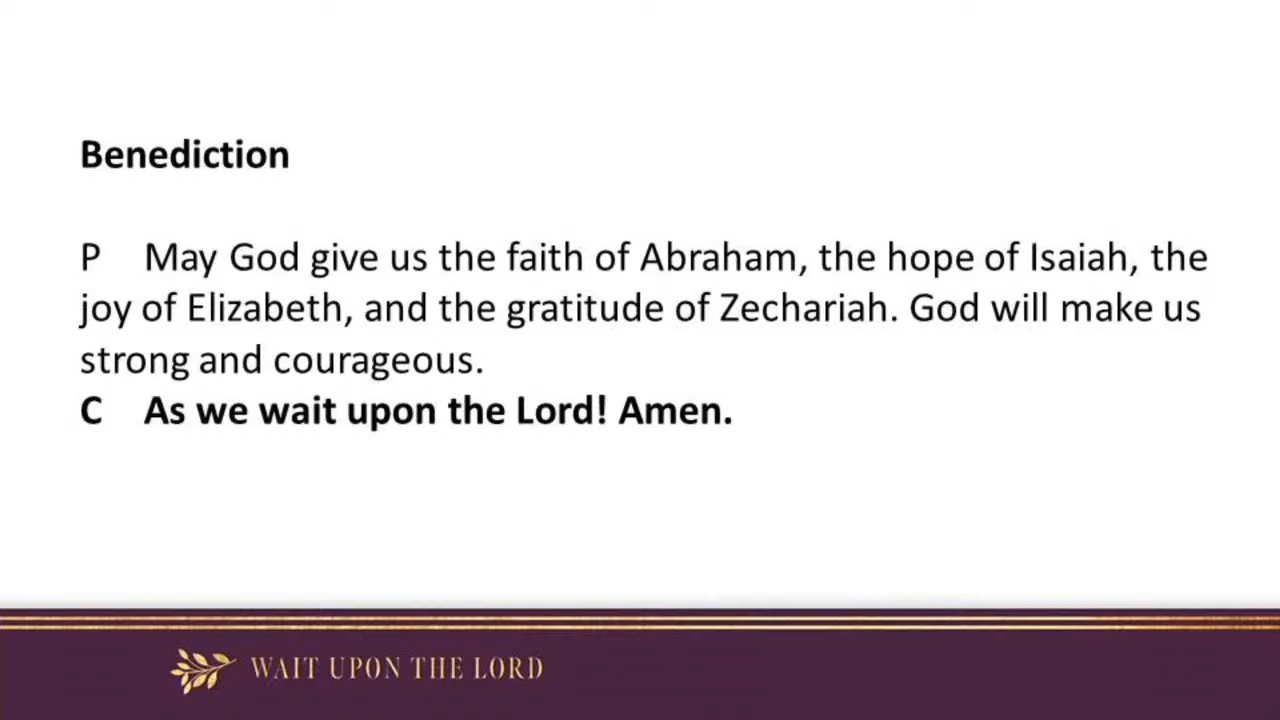 Benediction
P May God give us the faith of Abraham, the hope of Isaiah, the
joy of Elizabeth, and the gratitude of Zechariah. God will make us
strong and courageous.
C As we wait upon the Lord! Amen.
WAIT UPON THE LORD